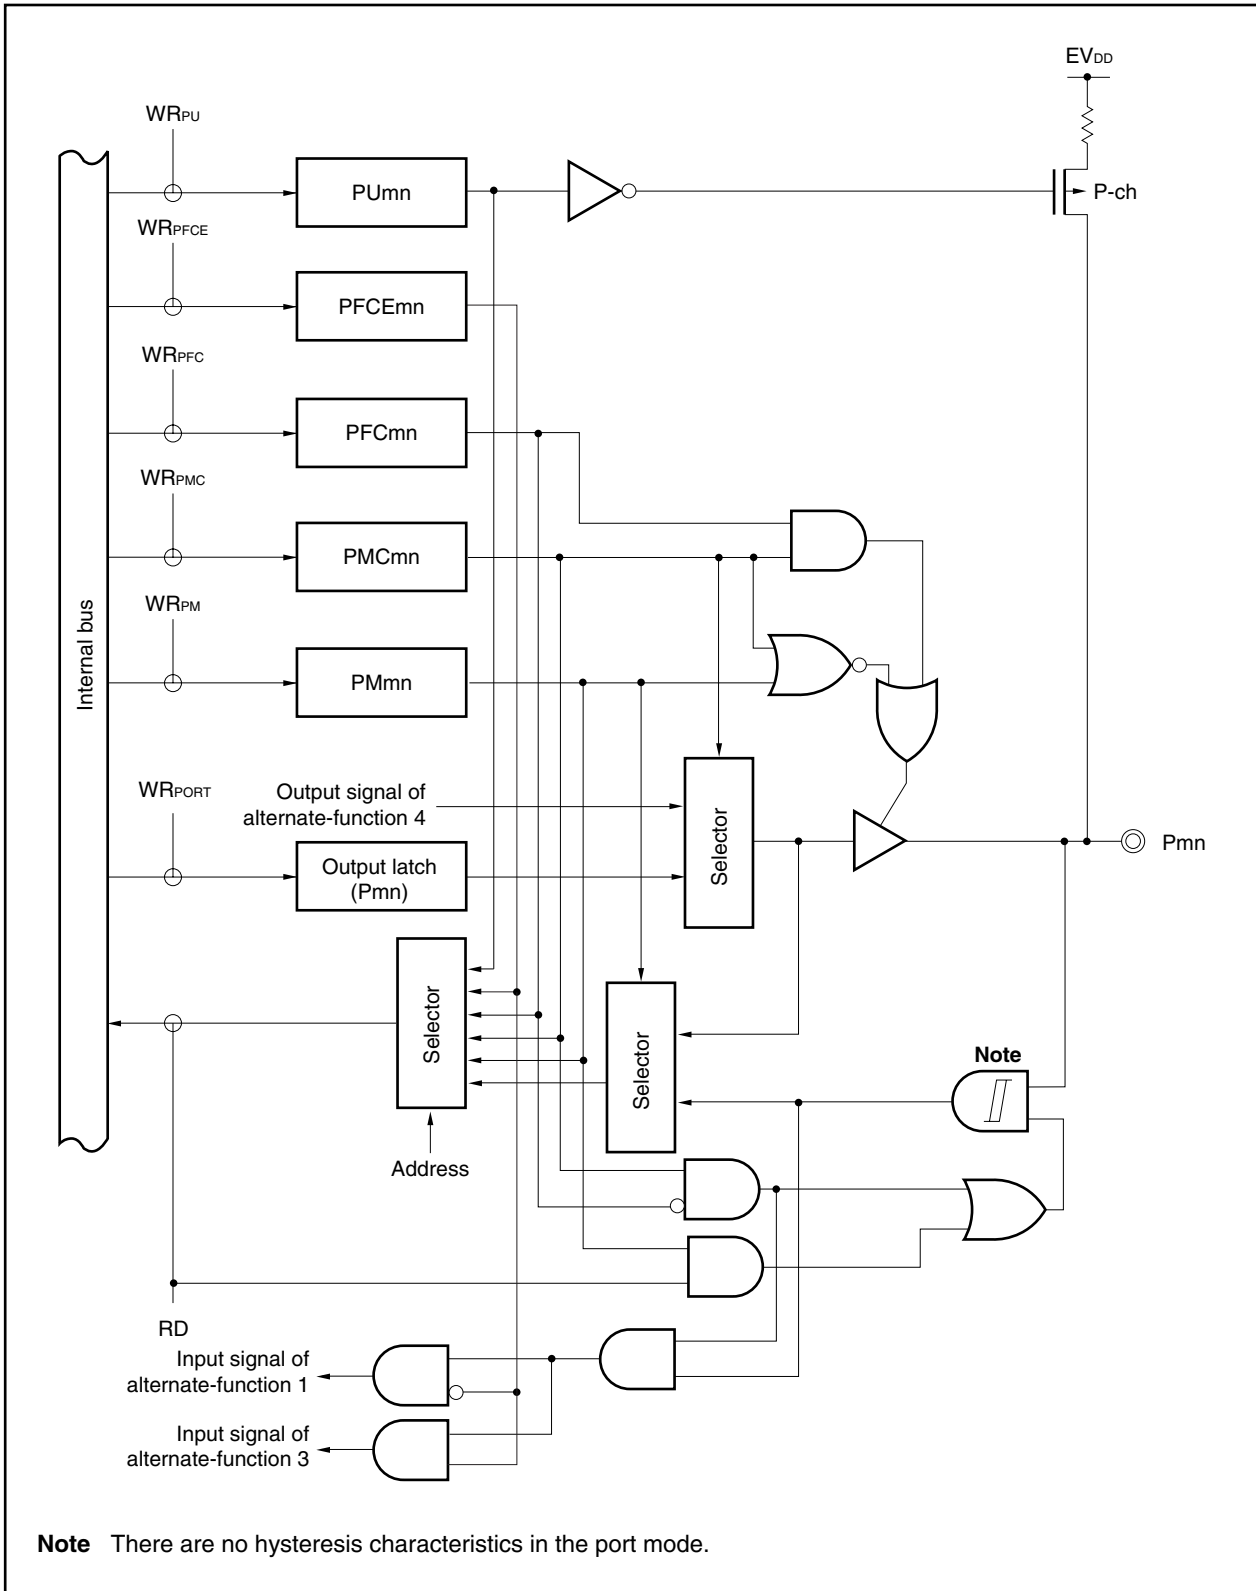 EVDD
WRPU
PUmn
P-ch
WRPFCE
PFCEmn
WRPFC
PFCmn
WRPMC
PMCmn
WRPM
PMmn
Internal bus
WRPORT
Output signal of
alternate-function 4
Output latch
(Pmn)
Selector
Pmn
Selector
Selector
Note
Address
RD
Input signal of
alternate-function 1
Input signal of
alternate-function 3
Note There are no hysteresis characteristics in the port mode.